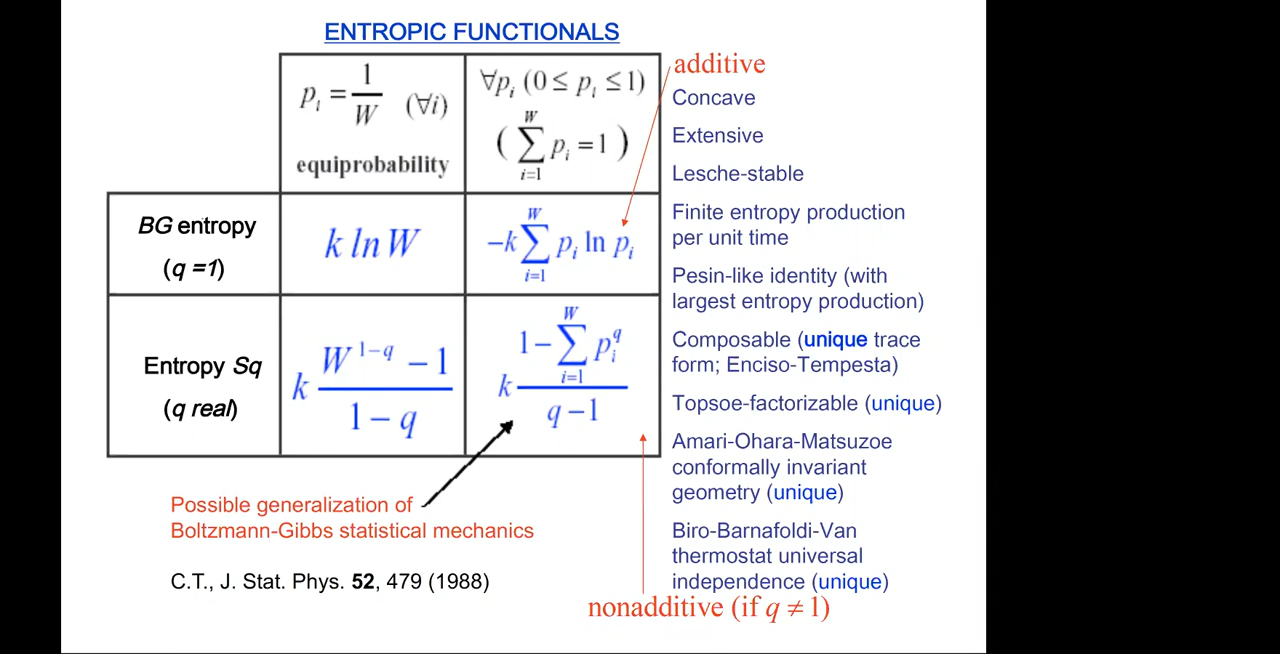 ENTROPIC FUNCTIONALS
p_i = 1/W (∀i)
equiprobability
∀p_i (0 ≤ p_i ≤ 1)
( ∑_{i=1}^{W} p_i = 1 )
BG entropy
(q =1)
k ln W
−k ∑_{i=1}^{W} p_i ln p_i
Entropy Sq
(q real)
k (W^{1−q} − 1)/(1 − q)
k (1 − ∑_{i=1}^{W} p_i^q)/(q − 1)
additive
Concave
Extensive
Lesche-stable
Finite entropy production
per unit time
Pesin-like identity (with
largest entropy production)
Composable (unique trace
form; Enciso-Tempesta)
Topsoe-factorizable (unique)
Amari-Ohara-Matsuzoe
conformally invariant
geometry (unique)
Biro-Barnafoldi-Van
thermostat universal
independence (unique)
nonadditive (if q ≠ 1)
Possible generalization of
Boltzmann-Gibbs statistical mechanics
C.T., J. Stat. Phys. 52, 479 (1988)